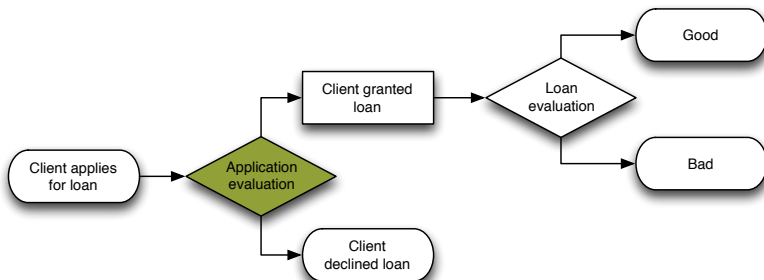 Client applies
for loan
Application
evaluation
Client granted
loan
Client
declined loan
Loan
evaluation
Good
Bad